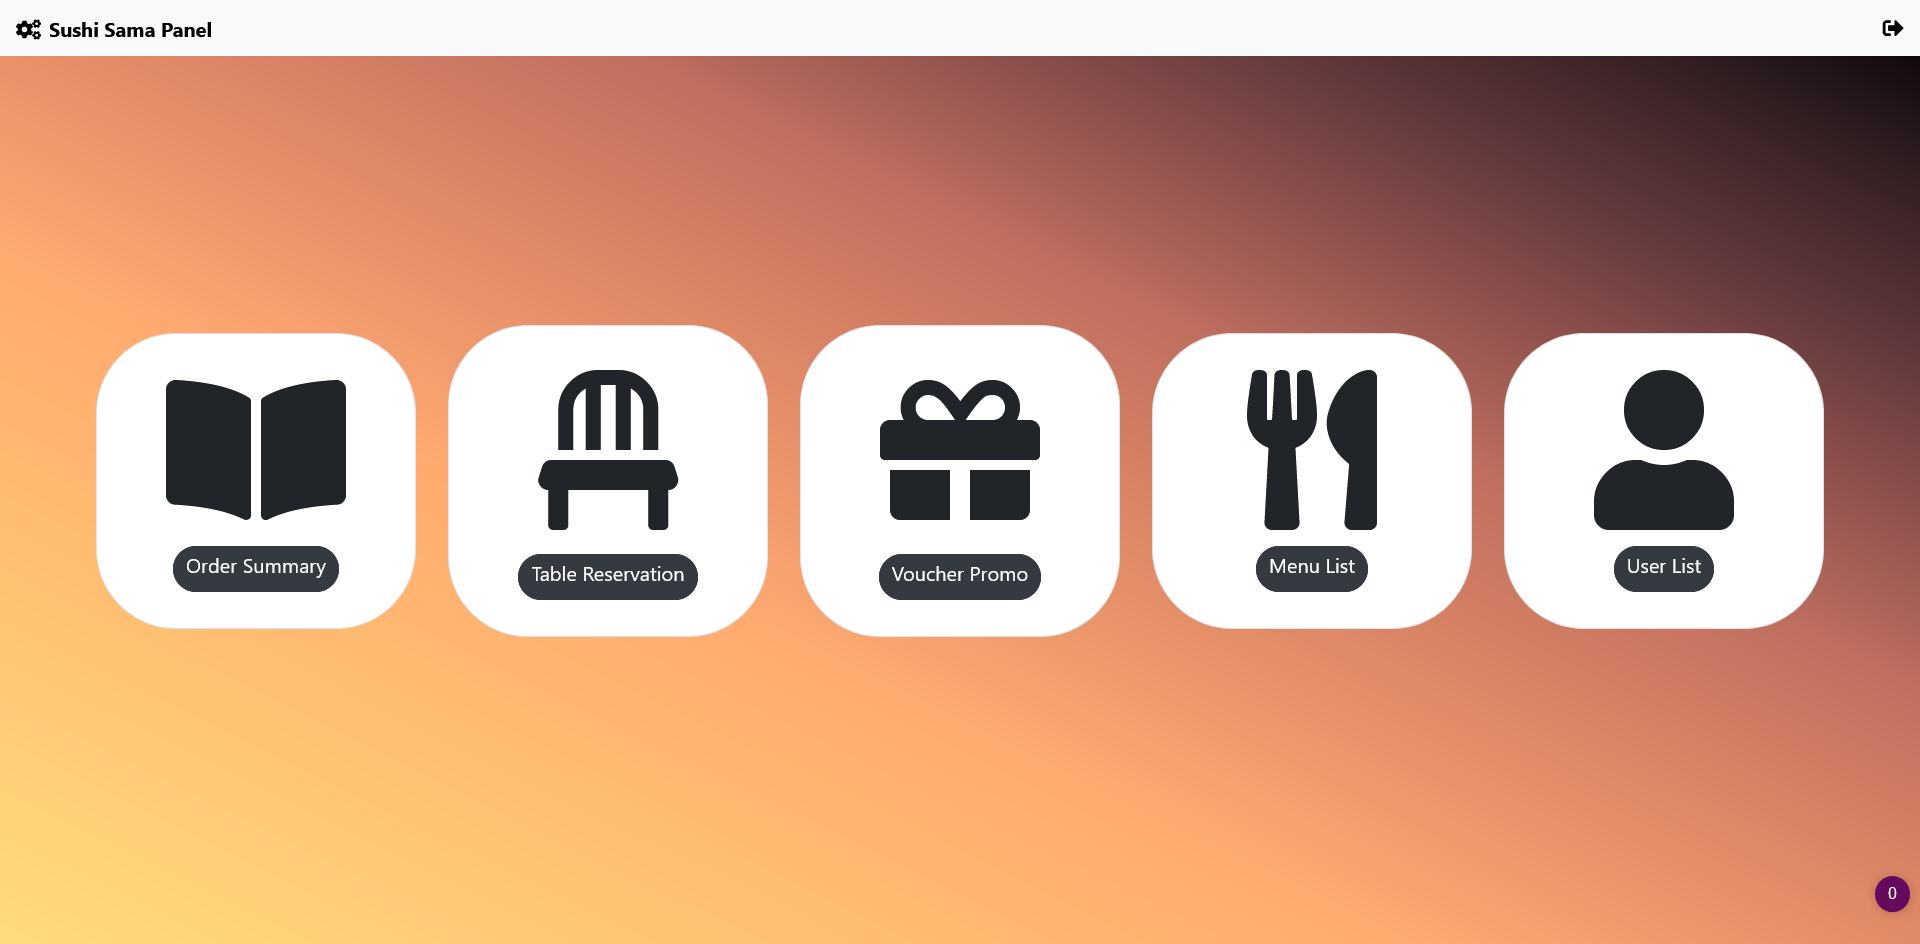 Sushi Sama Panel
Order Summary
Table Reservation
Voucher Promo
Menu List
User List
0